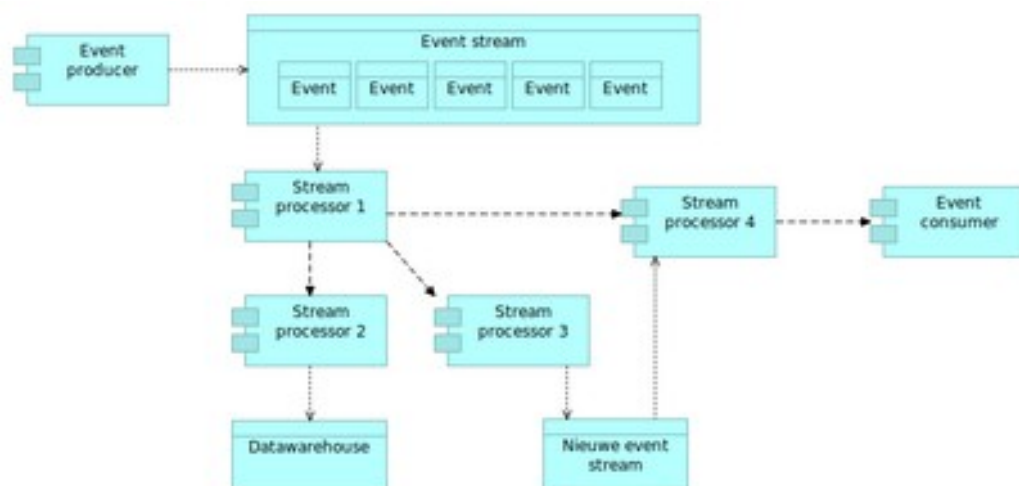 Event
producer
Event stream
Event
Event
Event
Event
Event
Stream
processor 1
Stream
processor 4
Event
consumer
Stream
processor 2
Stream
processor 3
Datawarehouse
Nieuwe event
stream